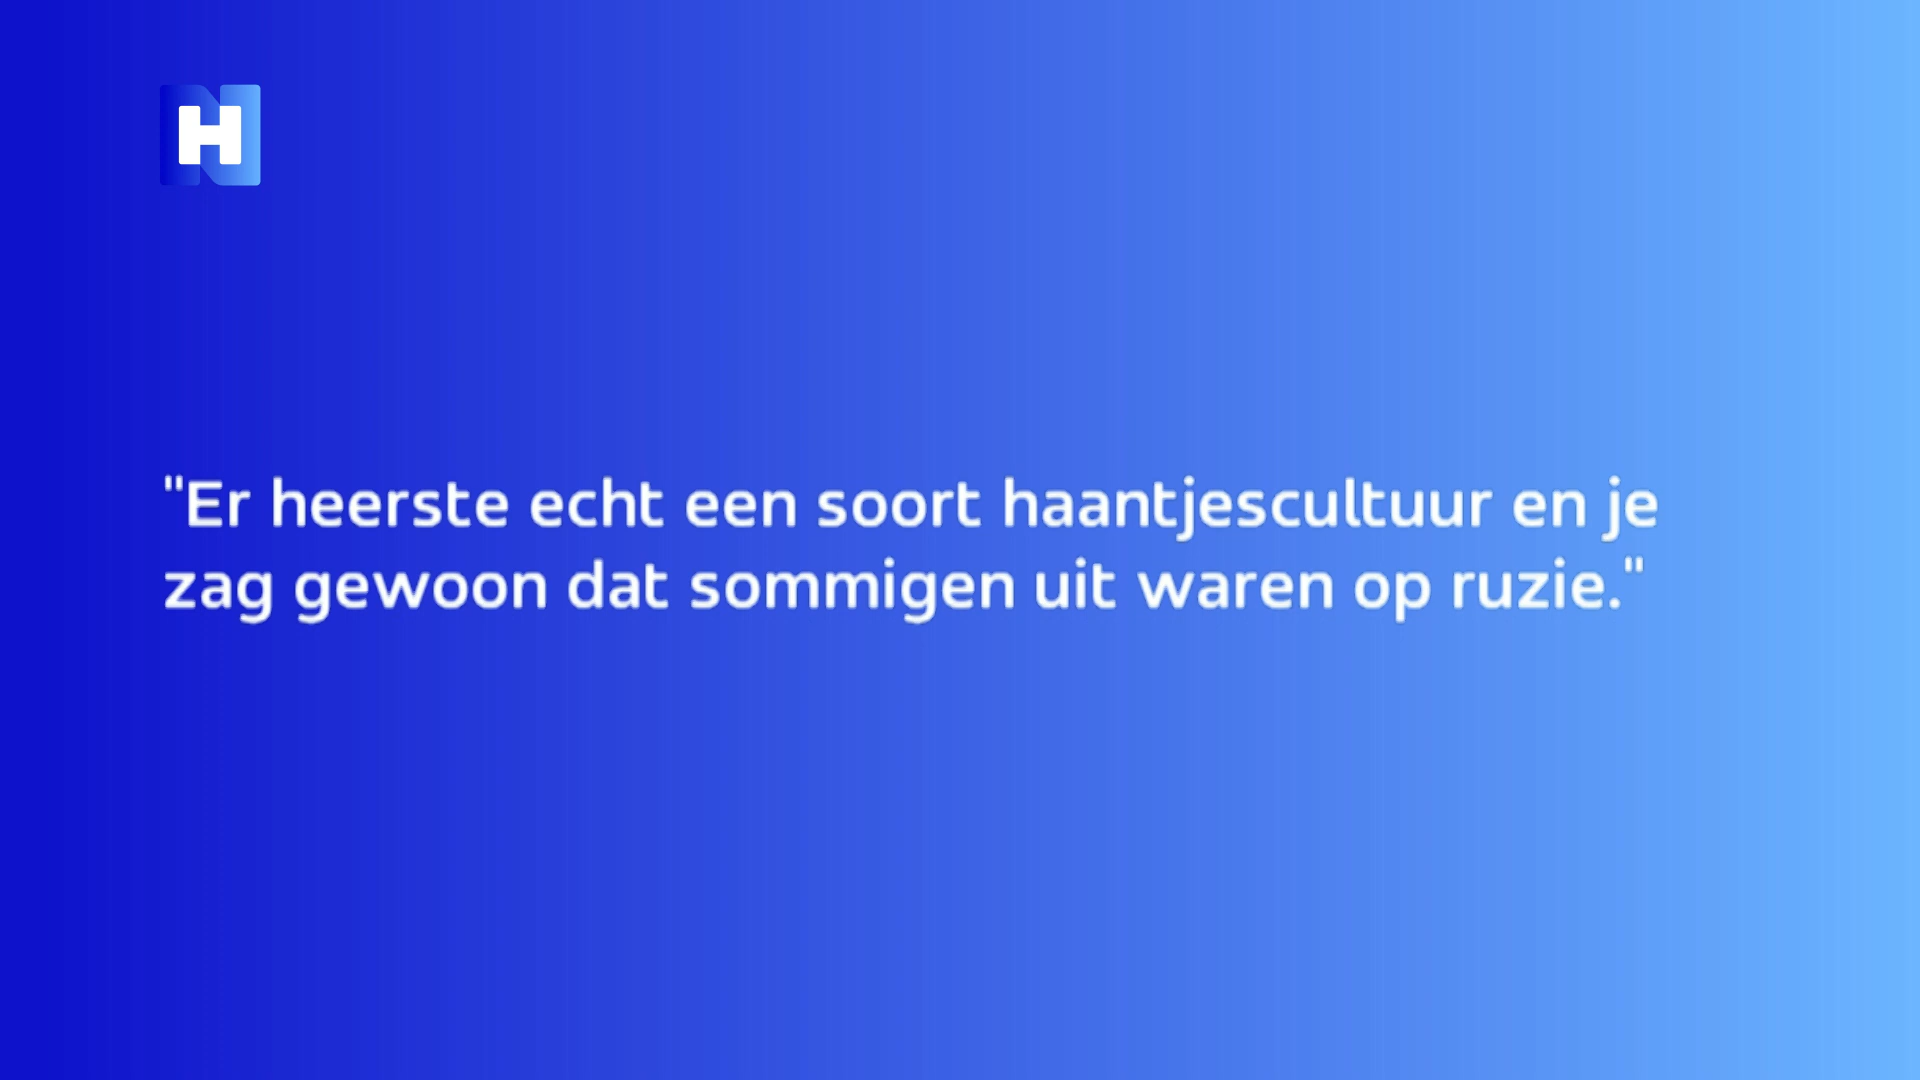 H
"Er heerste echt een soort haantjescultuur en je
zag gewoon dat sommigen uit waren op ruzie."